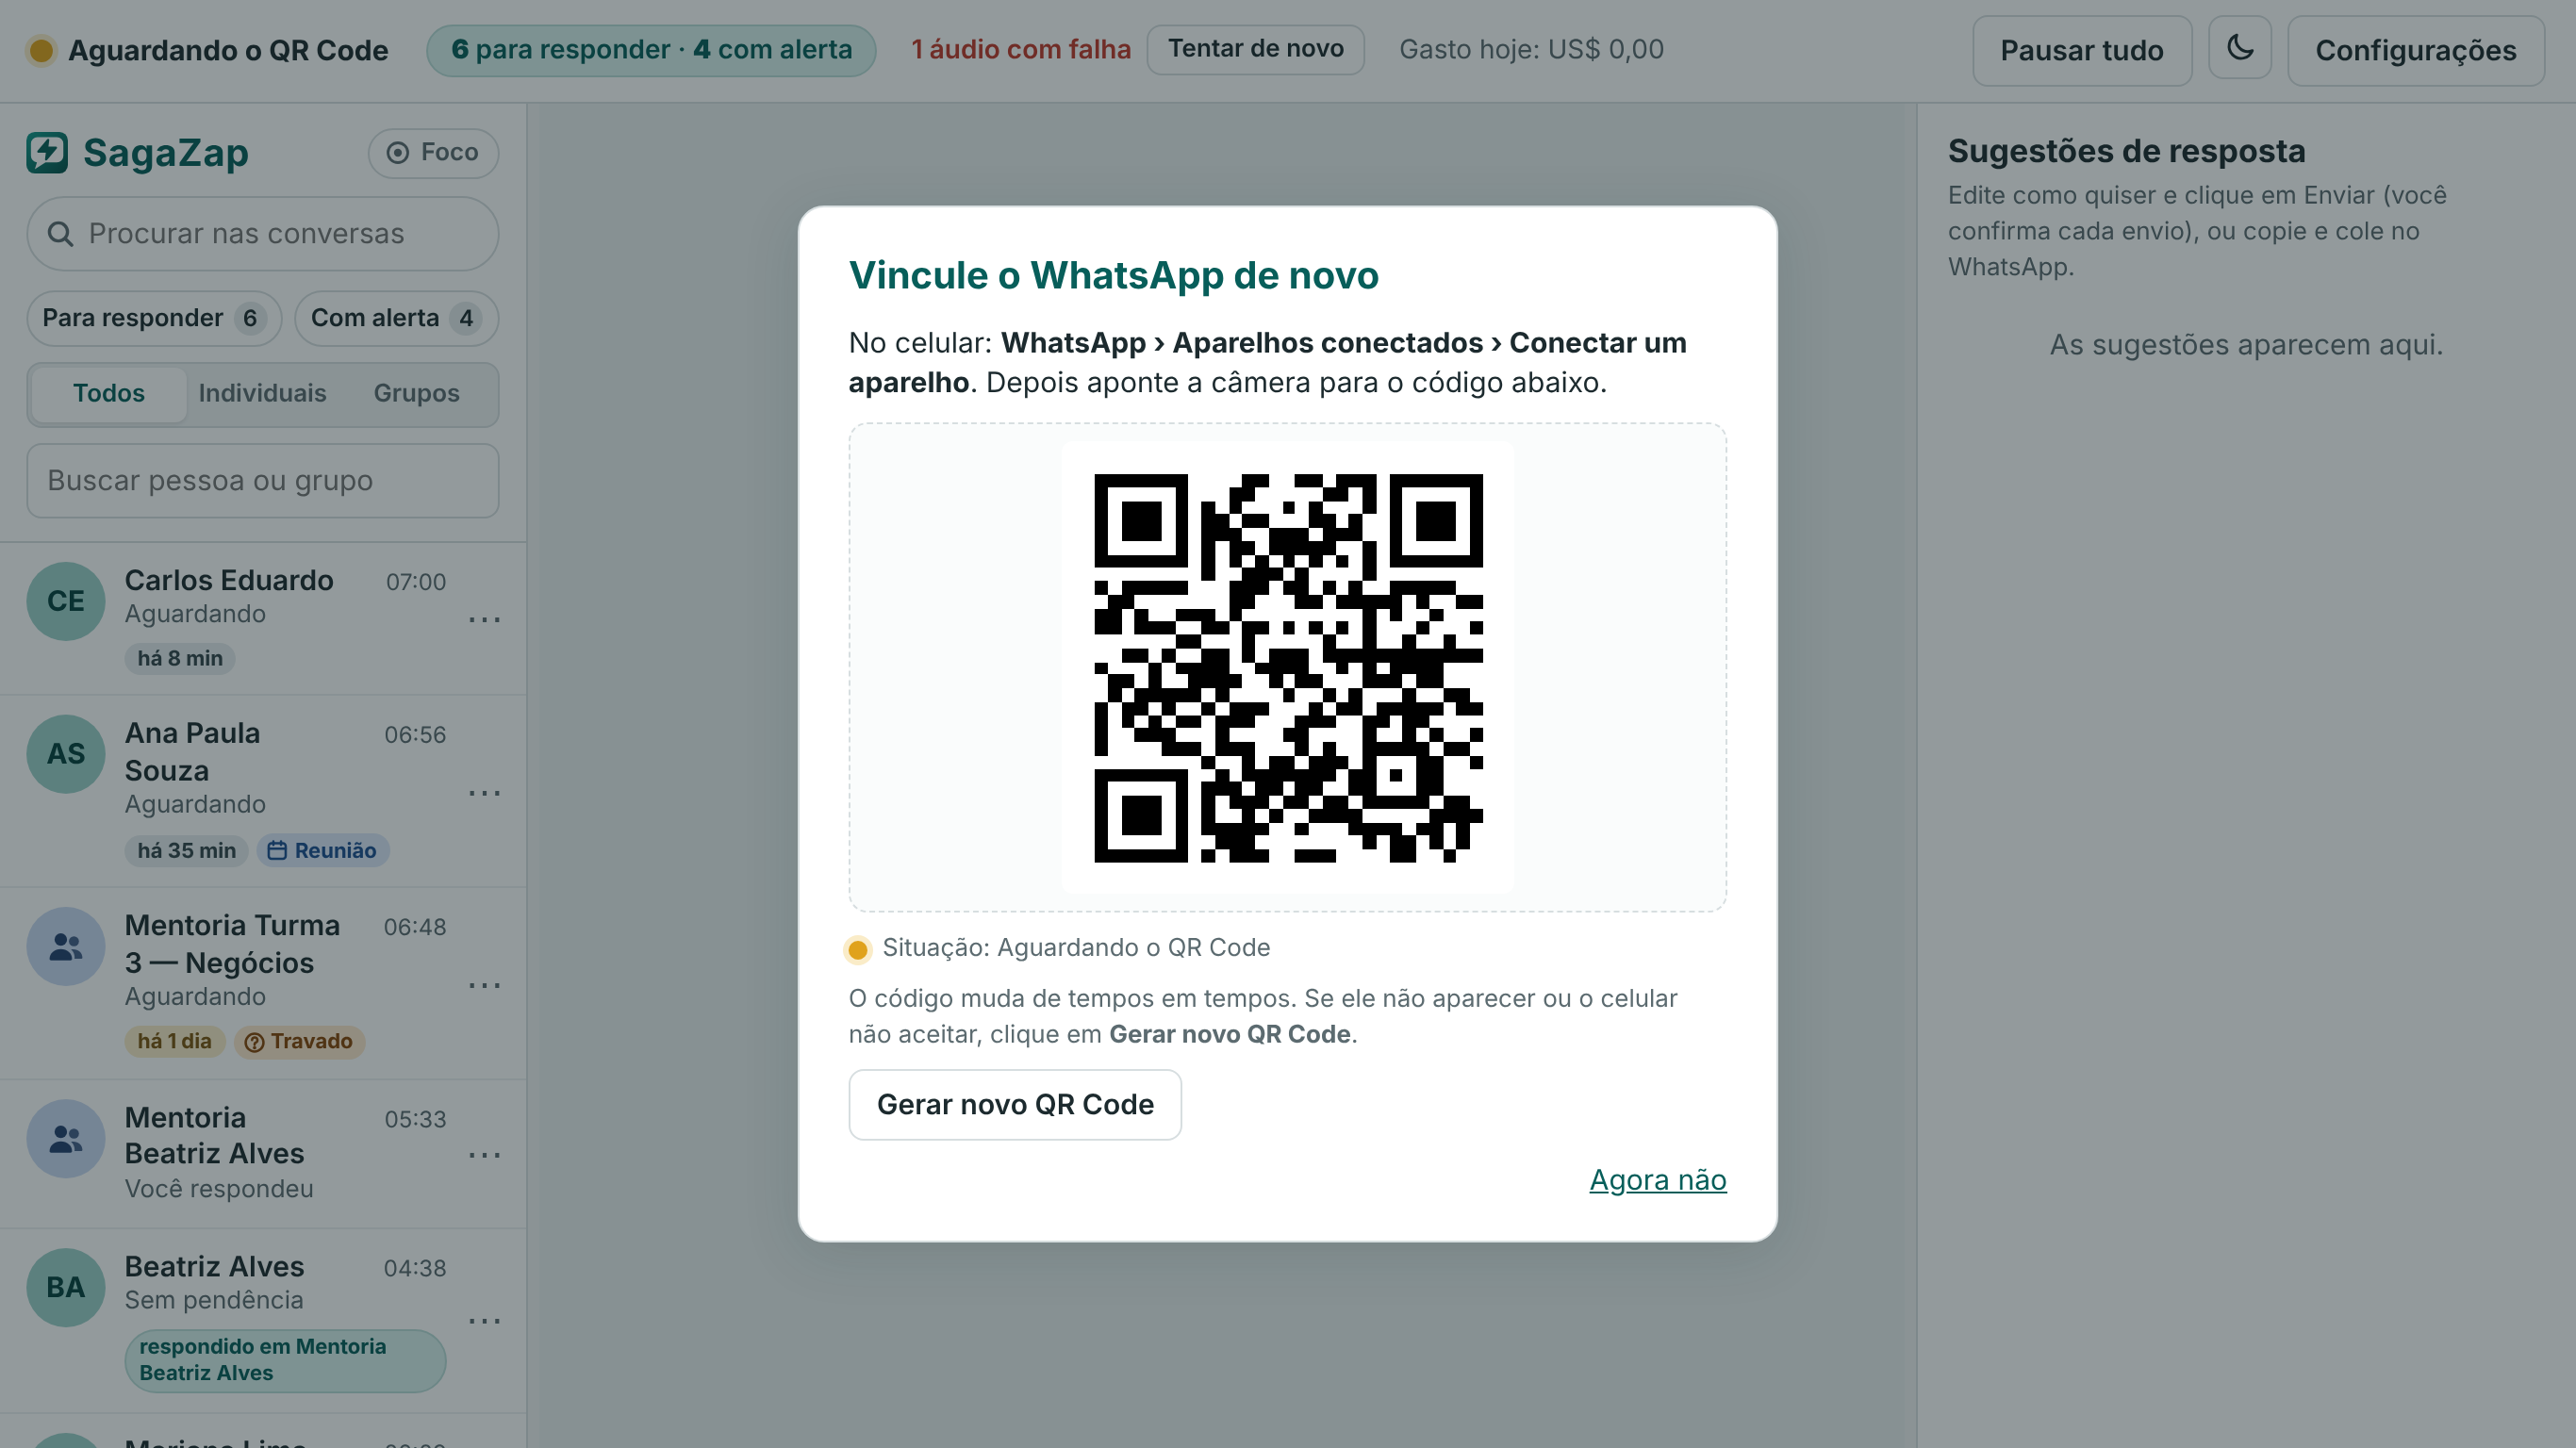 Aguardando o QR Code
6 para responder · 4 com alerta
1 áudio com falha
Tentar de novo
Gasto hoje: US$ 0,00
Pausar tudo
Configurações
SagaZap
Foco
Procurar nas conversas
Para responder 6
Com alerta 4
Todos
Individuais
Grupos
Buscar pessoa ou grupo
CE
Carlos Eduardo
07:00
Aguardando
há 8 min
AS
Ana Paula
Souza
06:56
Aguardando
há 35 min
Reunião
Mentoria Turma
3 — Negócios
06:48
Aguardando
há 1 dia
Travado
Mentoria
Beatriz Alves
05:33
Você respondeu
BA
Beatriz Alves
04:38
Sem pendência
respondido em Mentoria
Beatriz Alves
Vincule o WhatsApp de novo
No celular: WhatsApp › Aparelhos conectados › Conectar um
aparelho. Depois aponte a câmera para o código abaixo.
Situação: Aguardando o QR Code
O código muda de tempos em tempos. Se ele não aparecer ou o celular
não aceitar, clique em Gerar novo QR Code.
Gerar novo QR Code
Agora não
Sugestões de resposta
Edite como quiser e clique em Enviar (você
confirma cada envio), ou copie e cole no
WhatsApp.
As sugestões aparecem aqui.